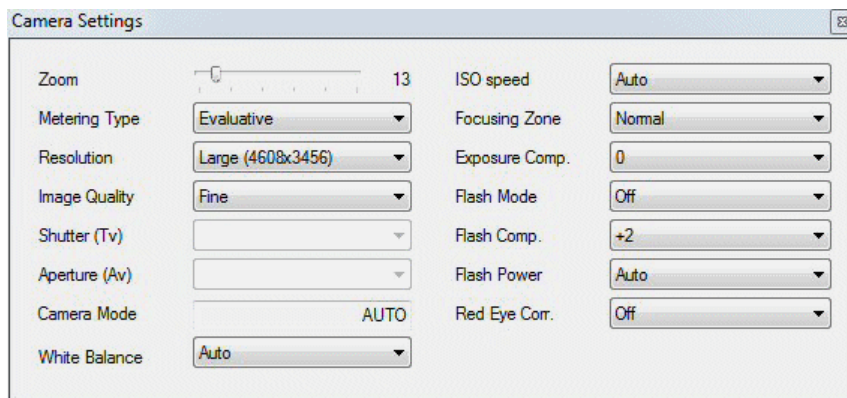 Camera Settings
Zoom 13 ISO speed Auto
Metering Type Evaluative Focusing Zone Normal
Resolution Large (4608x3456) Exposure Comp. 0
Image Quality Fine Flash Mode Off
Shutter (Tv) Flash Comp. +2
Aperture (Av) Flash Power Auto
Camera Mode AUTO Red Eye Corr. Off
White Balance Auto